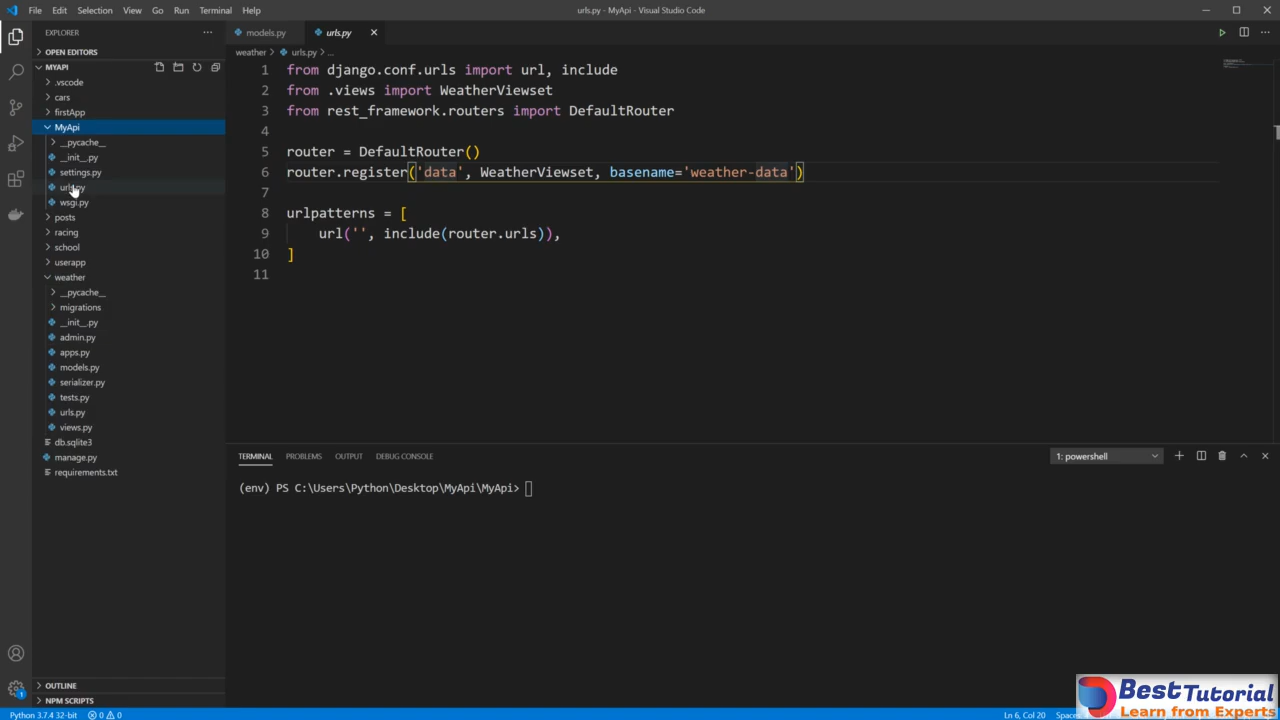 File Edit Selection View Go Run Terminal Help
urls.py - MyApi - Visual Studio Code
EXPLORER
OPEN EDITORS
MYAPI
.vscode
cars
firstApp
MyApi
__pycache__
__init__.py
settings.py
urls.py
wsgi.py
posts
racing
school
userapp
weather
__pycache__
migrations
__init__.py
admin.py
apps.py
models.py
serializer.py
tests.py
urls.py
views.py
db.sqlite3
manage.py
requirements.txt
OUTLINE
NPM SCRIPTS
models.py urls.py
weather > urls.py > ...
1 from django.conf.urls import url, include
2 from .views import WeatherViewset
3 from rest_framework.routers import DefaultRouter
4
5 router = DefaultRouter()
6 router.register('data', WeatherViewset, basename='weather-data')
7
8 urlpatterns = [
9 url('', include(router.urls)),
10 ]
11
TERMINAL PROBLEMS OUTPUT DEBUG CONSOLE
1: powershell
(env) PS C:\Users\Python\Desktop\MyApi\MyApi>
1
Python 3.7.4 32-bit 0 0
Ln 6, Col 20
Best Tutorial
Learn from Experts